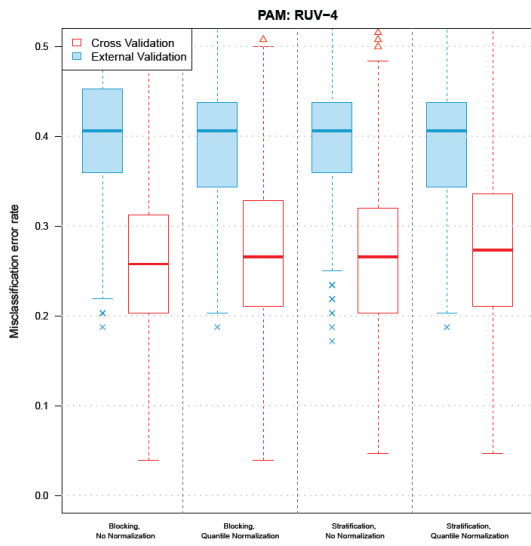 PAM: RUV−4
Cross Validation
External Validation
Misclassification error rate
0.5
0.4
0.3
0.2
0.1
0.0
Blocking,
No Normalization
Blocking,
Quantile Normalization
Stratification,
No Normalization
Stratification,
Quantile Normalization